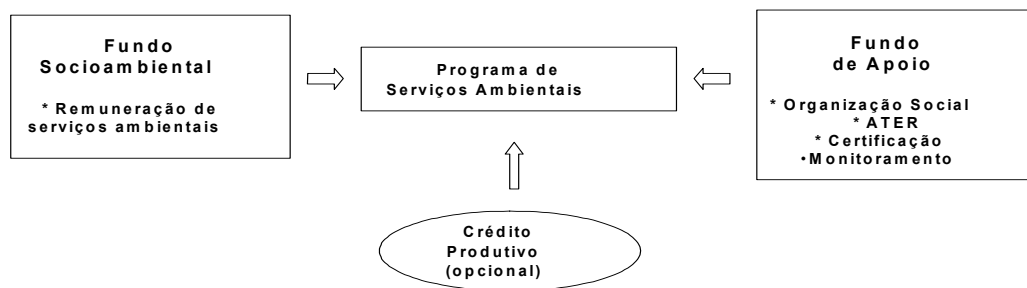 Fundo
Socioambiental
* Remuneração de
serviços ambientais
Programa de
Serviços Ambientais
Fundo
de Apoio
* Organização Social
* ATER
* Certificação
•Monitoramento
Crédito
Produtivo
(opcional)